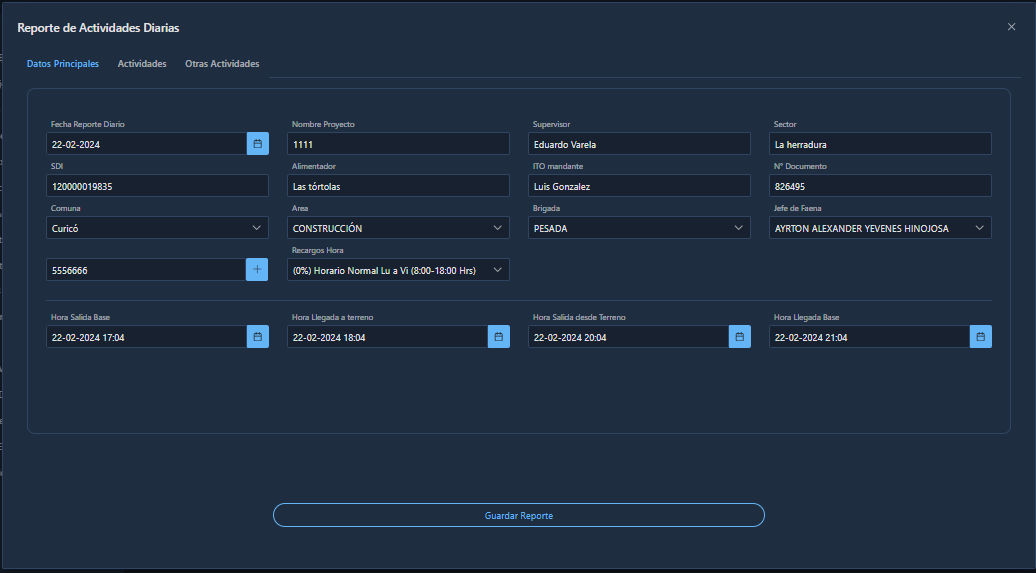 Reporte de Actividades Diarias
Datos Principales Actividades Otras Actividades
Fecha Reporte Diario Nombre Proyecto Supervisor Sector
22-02-2024 1111 Eduardo Varela La herradura
SDI Alimentador ITO mandante N° Documento
120000019835 Las tórtolas Luis Gonzalez 826495
Comuna Area Brigada Jefe de Faena
Curicó CONSTRUCCIÓN PESADA AYRTON ALEXANDER YEVENES HINOJOSA
Recargos Hora
5556666 (0%) Horario Normal Lu a Vi (8:00-18:00 Hrs)
Hora Salida Base Hora Llegada a terreno Hora Salida desde Terreno Hora Llegada Base
22-02-2024 17:04 22-02-2024 18:04 22-02-2024 20:04 22-02-2024 21:04
Guardar Reporte